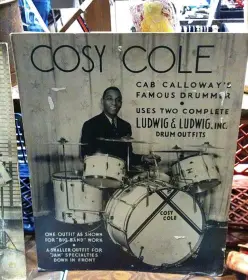 COSY COLE
CAB CALLOWAY'S
FAMOUS DRUMMER
USES TWO COMPLETE
LUDWIG & LUDWIG, INC.
DRUM OUTFITS
COSY
COLE
ONE OUTFIT AS SHOWN
FOR "BIG BAND" WORK
A SMALLER OUTFIT FOR
"JAM" SPECIALTIES
DOWN IN FRONT